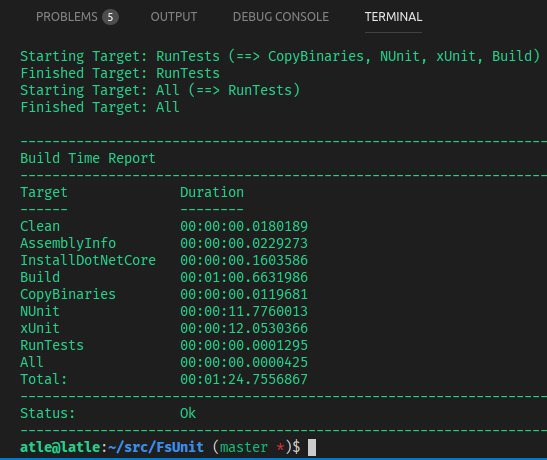 PROBLEMS 5 OUTPUT DEBUG CONSOLE TERMINAL
Starting Target: RunTests (==> CopyBinaries, NUnit, xUnit, Build)
Finished Target: RunTests
Starting Target: All (==> RunTests)
Finished Target: All
------------------------------------------------------------------
Build Time Report
------------------------------------------------------------------
Target Duration
------ --------
Clean 00:00:00.0180189
AssemblyInfo 00:00:00.0229273
InstallDotNetCore 00:00:00.1603586
Build 00:01:00.6631986
CopyBinaries 00:00:00.0119681
NUnit 00:00:11.7760013
xUnit 00:00:12.0530366
RunTests 00:00:00.0001295
All 00:00:00.0000425
Total: 00:01:24.7556867
------------------------------------------------------------------
Status: Ok
------------------------------------------------------------------
atle@latle:~/src/FsUnit (master *)$